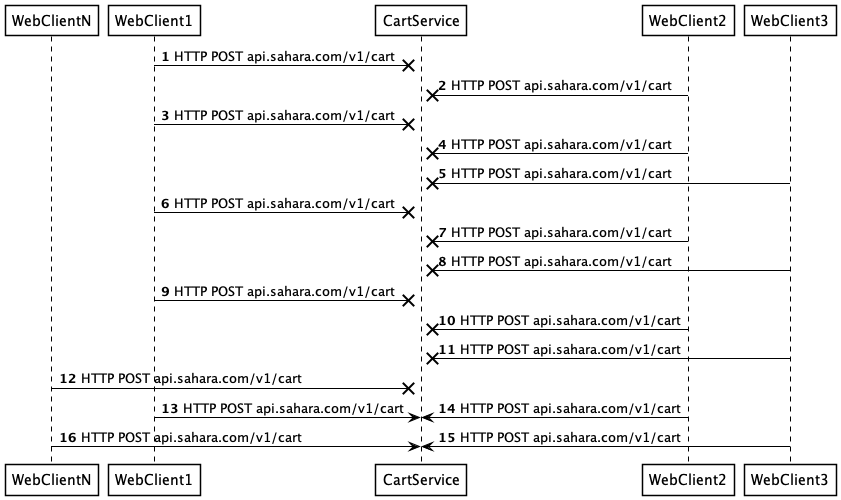 WebClientN WebClient1 CartService WebClient2 WebClient3
1 HTTP POST api.sahara.com/v1/cart
2 HTTP POST api.sahara.com/v1/cart
3 HTTP POST api.sahara.com/v1/cart
4 HTTP POST api.sahara.com/v1/cart
5 HTTP POST api.sahara.com/v1/cart
6 HTTP POST api.sahara.com/v1/cart
7 HTTP POST api.sahara.com/v1/cart
8 HTTP POST api.sahara.com/v1/cart
9 HTTP POST api.sahara.com/v1/cart
10 HTTP POST api.sahara.com/v1/cart
11 HTTP POST api.sahara.com/v1/cart
12 HTTP POST api.sahara.com/v1/cart
13 HTTP POST api.sahara.com/v1/cart 14 HTTP POST api.sahara.com/v1/cart
16 HTTP POST api.sahara.com/v1/cart 15 HTTP POST api.sahara.com/v1/cart
WebClientN WebClient1 CartService WebClient2 WebClient3